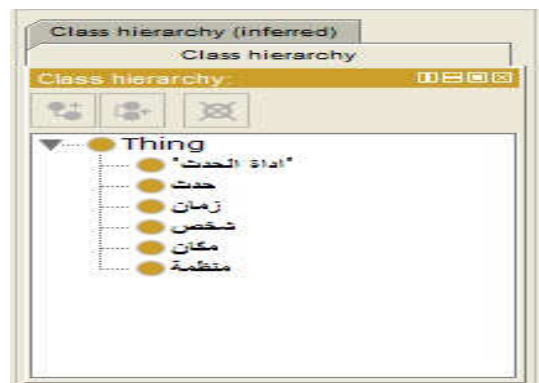 Class hierarchy (inferred)
Class hierarchy
Class hierarchy:
Thing
"اداة الحدث"
حدث
زمان
شخص
مكان
منظمة